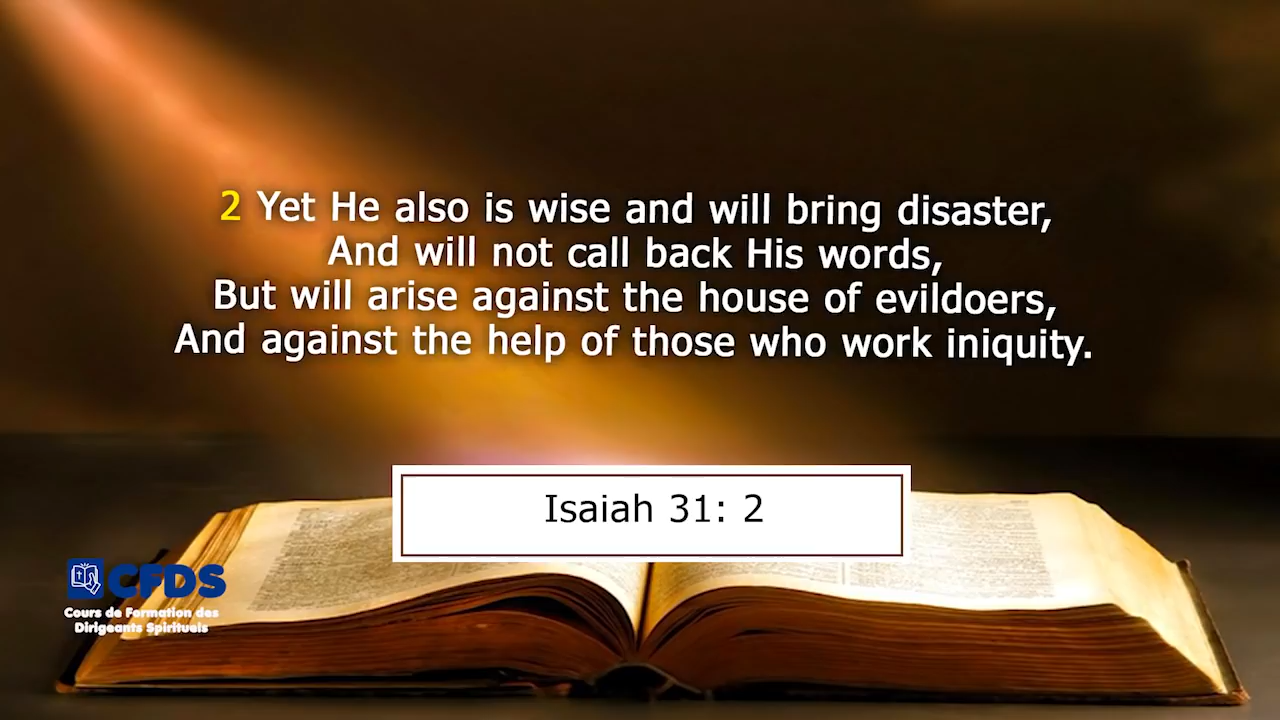 2 Yet He also is wise and will bring disaster,
And will not call back His words,
But will arise against the house of evildoers,
And against the help of those who work iniquity.
Isaiah 31: 2
CFDS
Cours de Formation des
Dirigeants Spirituels